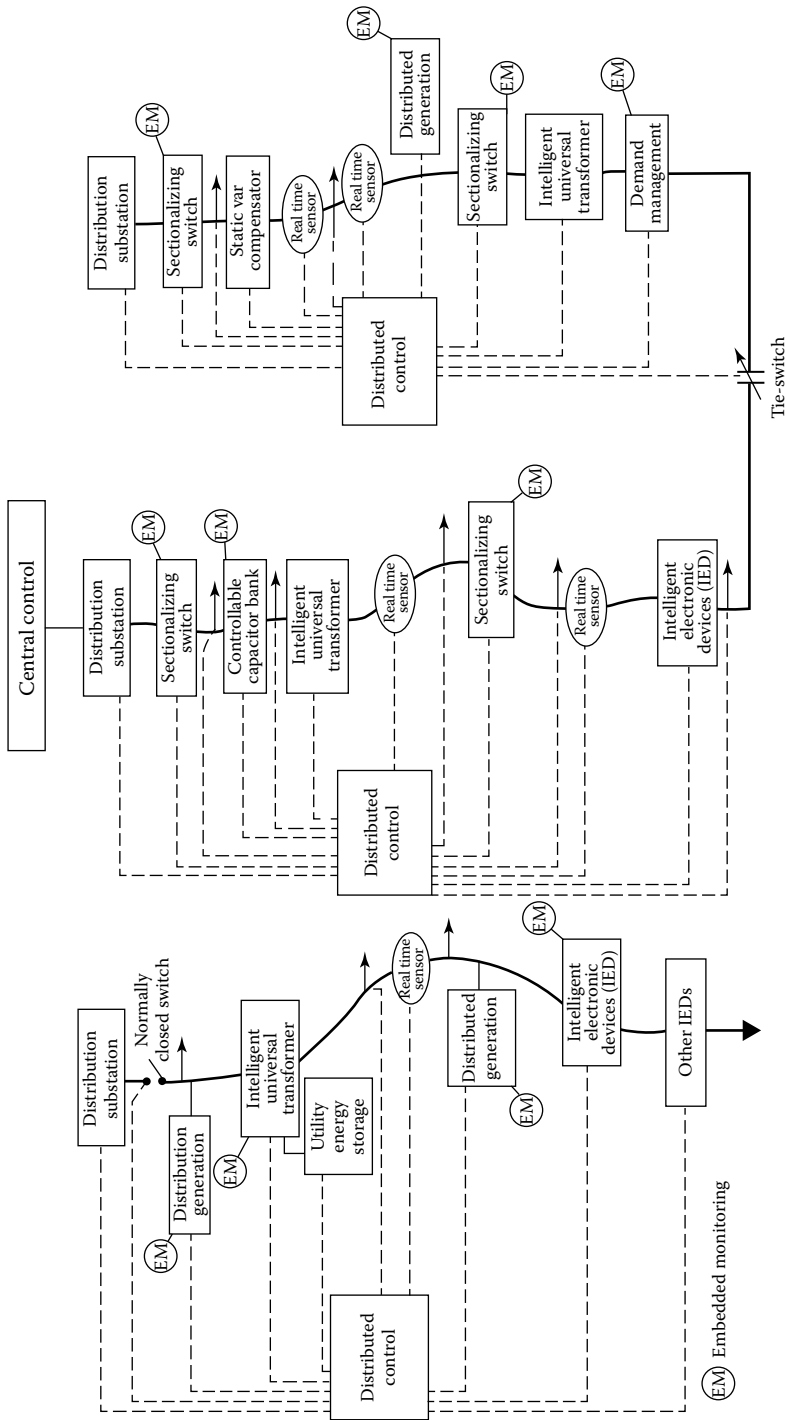 Central control
Distribution
substation
Normally
closed switch
EM
Distribution
generation
EM
Intelligent
universal
transformer
Utility
energy
storage
Distributed
control
Real time
sensor
Distributed
generation
EM
EM
Intelligent
electronic
devices (IED)
Other IEDs
EM Embedded monitoring
Distribution
substation
EM
Sectionalizing
switch
EM
Controllable
capacitor bank
Intelligent
universal
transformer
Distributed
control
Real time
sensor
EM
Sectionalizing
switch
Real time
sensor
Intelligent
electronic
devices (IED)
Distribution
substation
EM
Sectionalizing
switch
Static var
compensator
Real time
sensor
Real time
sensor
EM
Distributed
generation
Distributed
control
EM
Sectionalizing
switch
Intelligent
universal
transformer
EM
Demand
management
Tie-switch